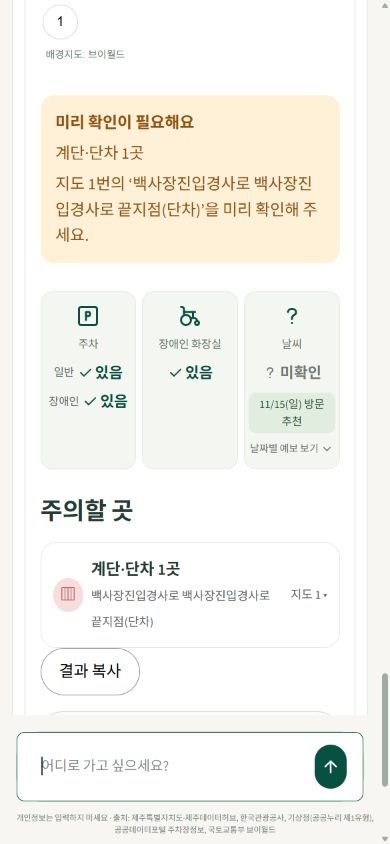 1
배경지도: 브이월드
미리 확인이 필요해요
계단·단차 1곳
지도 1번의 ‘백사장진입경사로 백사장진
입경사로 끝지점(단차)’을 미리 확인해 주
세요.
P
주차
일반 있음
장애인 있음
장애인 화장실
있음
?
날씨
? 미확인
11/15(일) 방문
추천
날짜별 예보 보기
주의할 곳
계단·단차 1곳
백사장진입경사로 백사장진입경사로
끝지점(단차)
지도 1
결과 복사
어디로 가고 싶으세요?
개인정보는 입력하지 마세요 · 출처: 제주특별자치도·제주데이터허브, 한국관광공사, 기상청(공공누리 제1유형),
공공데이터포털 주차장정보, 국토교통부 브이월드